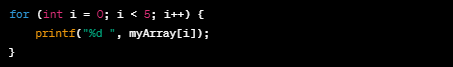 for (int i = 0; i < 5; i++) {
    printf("%d ", myArray[i]);
}